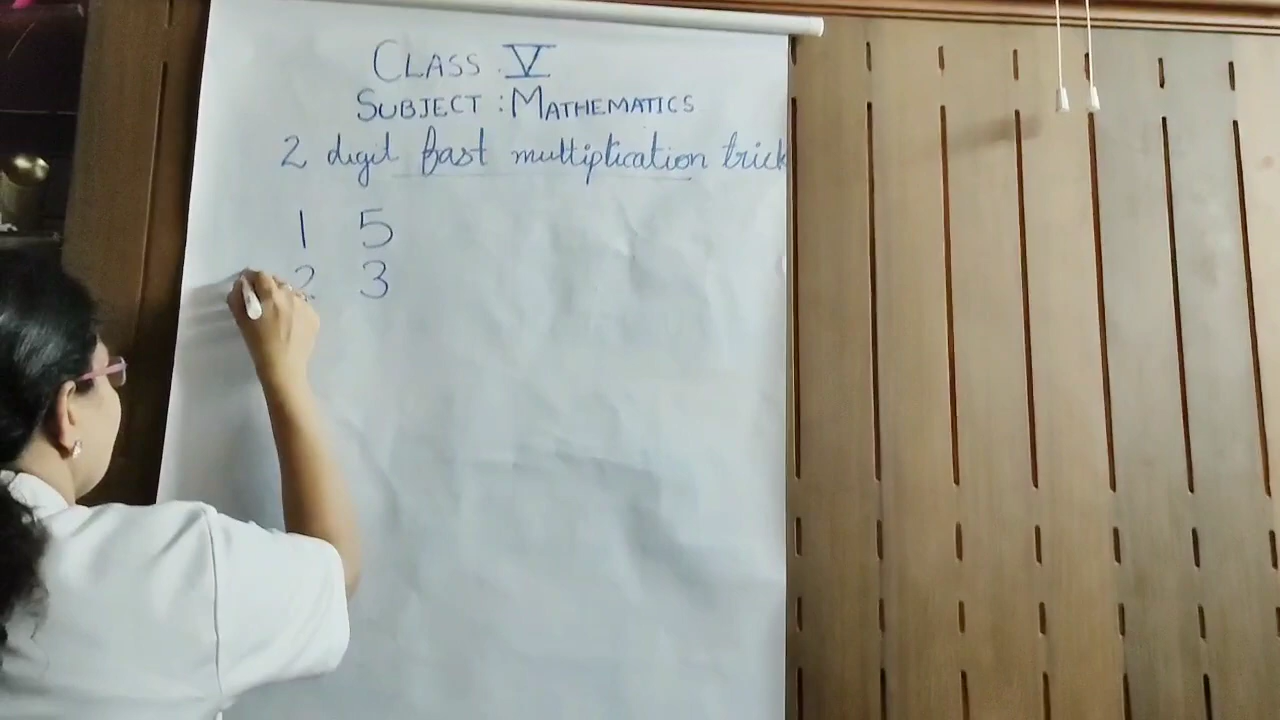 CLASS V
SUBJECT : MATHEMATICS
2 digit fast multiplication trick
1 5
2 3